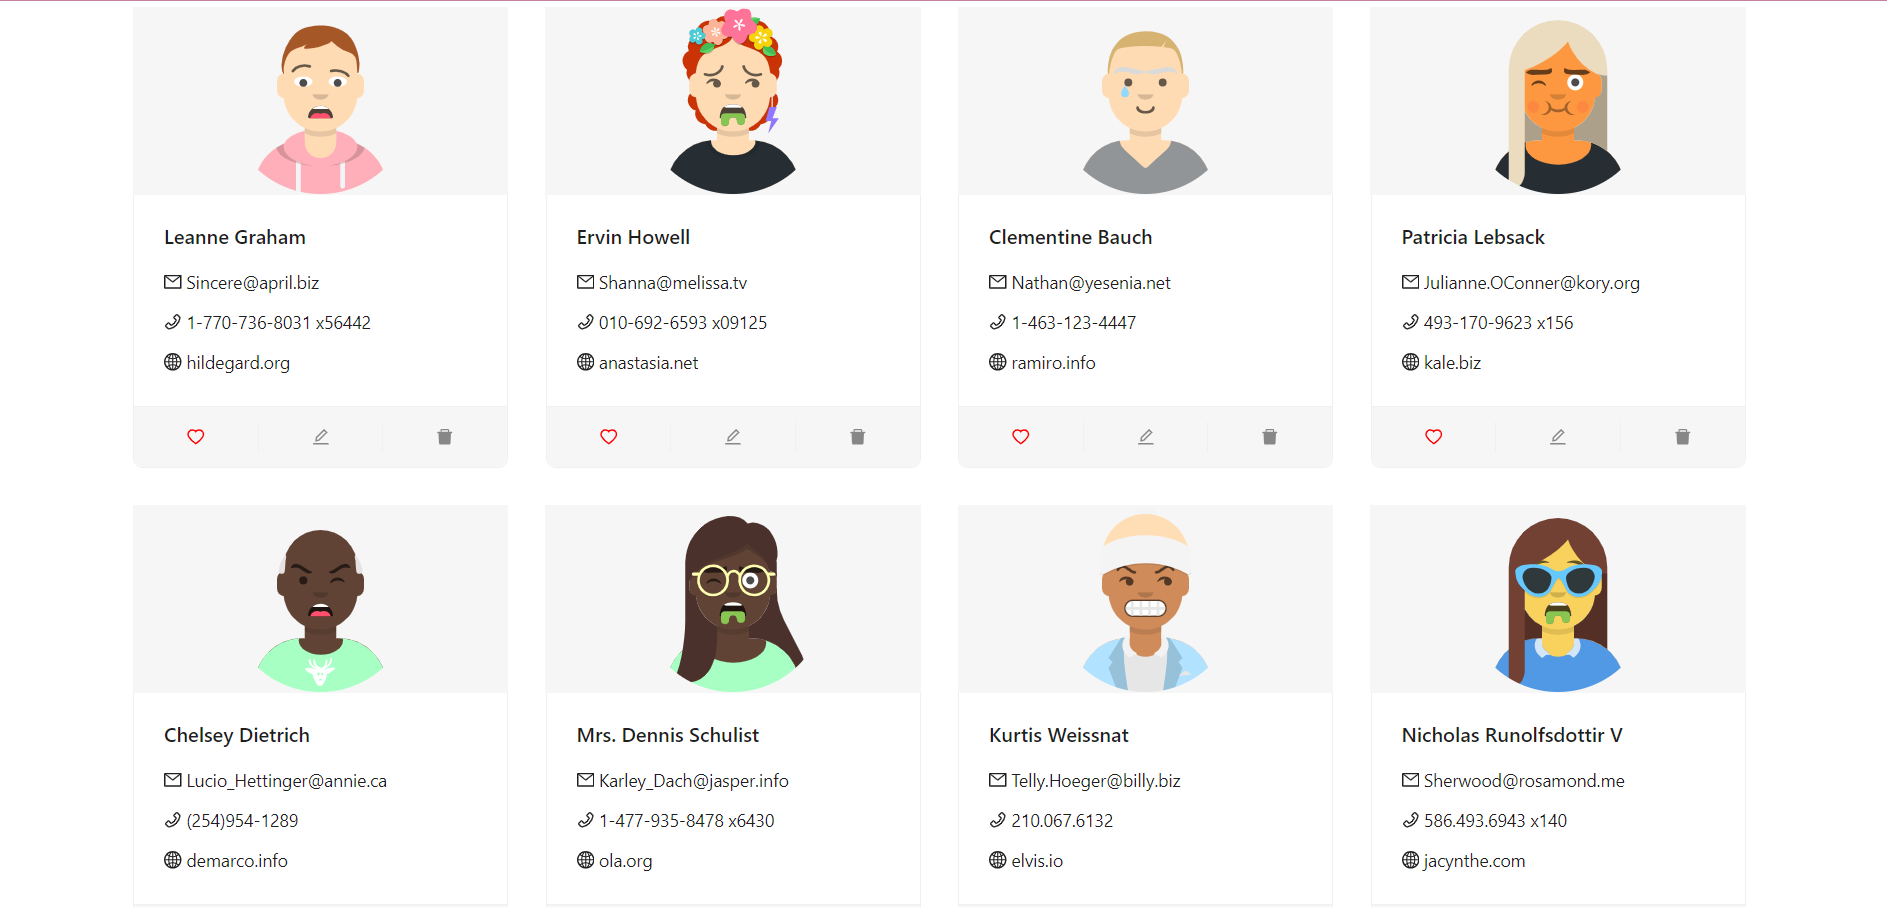 Leanne Graham
Sincere@april.biz
1-770-736-8031 x56442
hildegard.org
Ervin Howell
Shanna@melissa.tv
010-692-6593 x09125
anastasia.net
Clementine Bauch
Nathan@yesenia.net
1-463-123-4447
ramiro.info
Patricia Lebsack
Julianne.OConner@kory.org
493-170-9623 x156
kale.biz
Chelsey Dietrich
Lucio_Hettinger@annie.ca
(254)954-1289
demarco.info
Mrs. Dennis Schulist
Karley_Dach@jasper.info
1-477-935-8478 x6430
ola.org
Kurtis Weissnat
Telly.Hoeger@billy.biz
210.067.6132
elvis.io
Nicholas Runolfsdottir V
Sherwood@rosamond.me
586.493.6943 x140
jacynthe.com